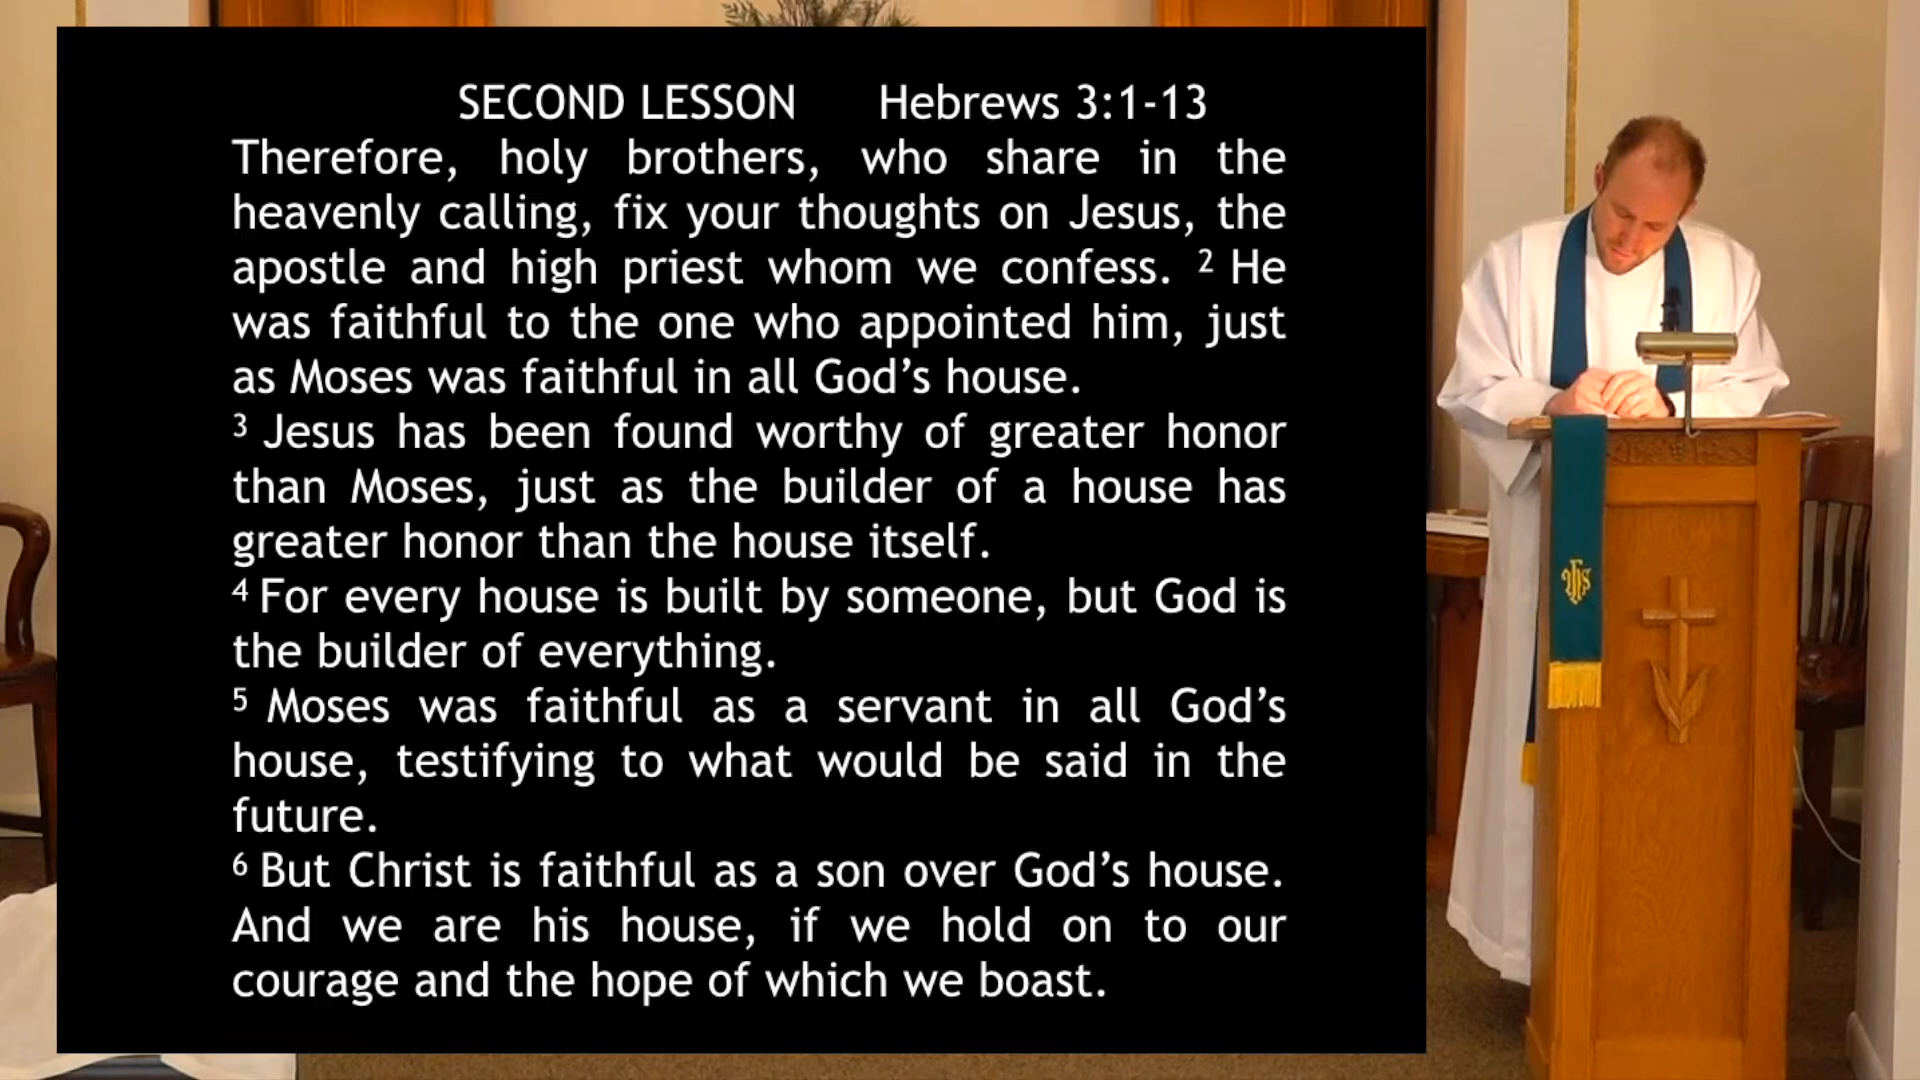 SECOND LESSON Hebrews 3:1-13
Therefore, holy brothers, who share in the
heavenly calling, fix your thoughts on Jesus, the
apostle and high priest whom we confess. ² He
was faithful to the one who appointed him, just
as Moses was faithful in all God’s house.
³ Jesus has been found worthy of greater honor
than Moses, just as the builder of a house has
greater honor than the house itself.
⁴ For every house is built by someone, but God is
the builder of everything.
⁵ Moses was faithful as a servant in all God’s
house, testifying to what would be said in the
future.
⁶ But Christ is faithful as a son over God’s house.
And we are his house, if we hold on to our
courage and the hope of which we boast.
IHS